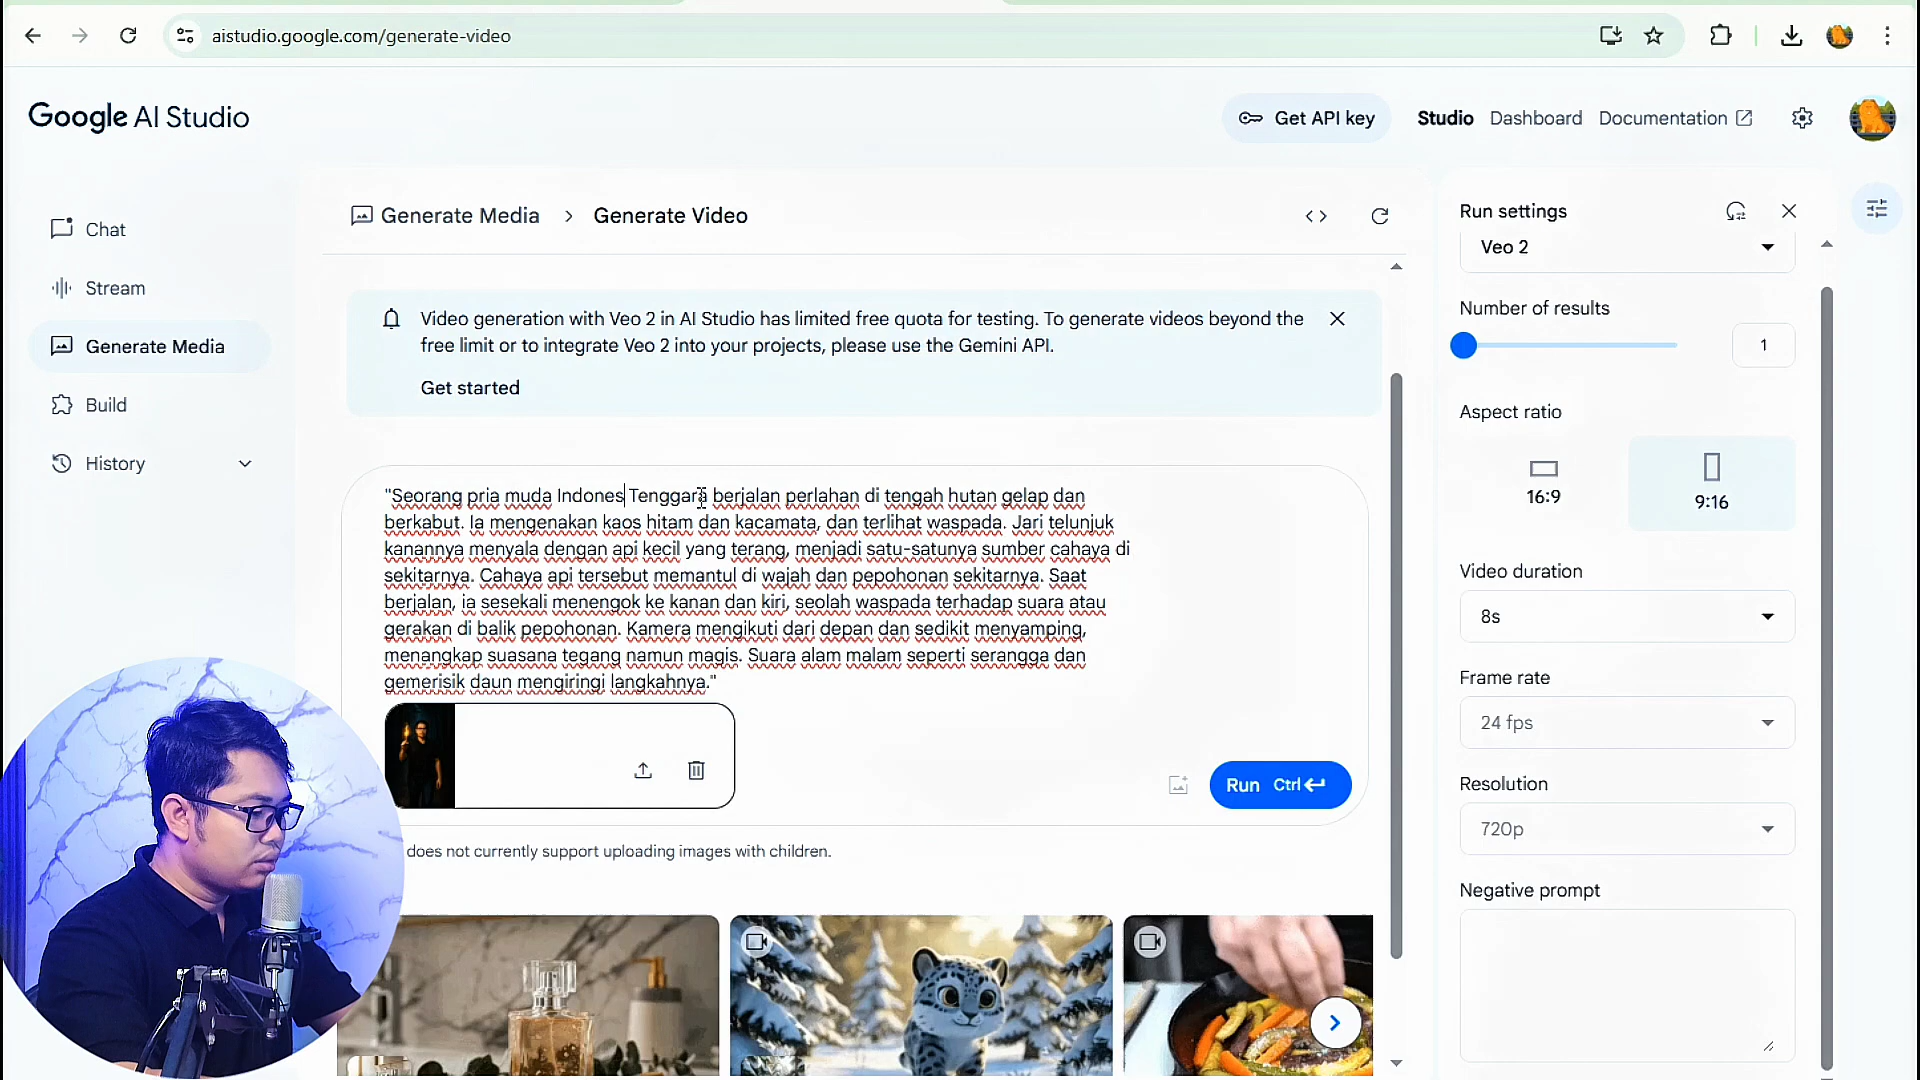 aistudio.google.com/generate-video
Google AI Studio
Get API key
Studio
Dashboard
Documentation
Chat
Stream
Generate Media
Build
History
Generate Media > Generate Video
Video generation with Veo 2 in AI Studio has limited free quota for testing. To generate videos beyond the
free limit or to integrate Veo 2 into your projects, please use the Gemini API.
Get started
"Seorang pria muda Indones Tenggara berjalan perlahan di tengah hutan gelap dan
berkabut. Ia mengenakan kaos hitam dan kacamata, dan terlihat waspada. Jari telunjuk
kanannya menyala dengan api kecil yang terang, menjadi satu-satunya sumber cahaya di
sekitarnya. Cahaya api tersebut memantul di wajah dan pepohonan sekitarnya. Saat
berjalan, ia sesekali menengok ke kanan dan kiri, seolah waspada terhadap suara atau
gerakan di balik pepohonan. Kamera mengikuti dari depan dan sedikit menyamping,
menangkap suasana tegang namun magis. Suara alam malam seperti serangga dan
gemerisik daun mengiringi langkahnya."
Run Ctrl
does not currently support uploading images with children.
Run settings
Veo 2
Number of results
1
Aspect ratio
16:9
9:16
Video duration
8s
Frame rate
24 fps
Resolution
720p
Negative prompt